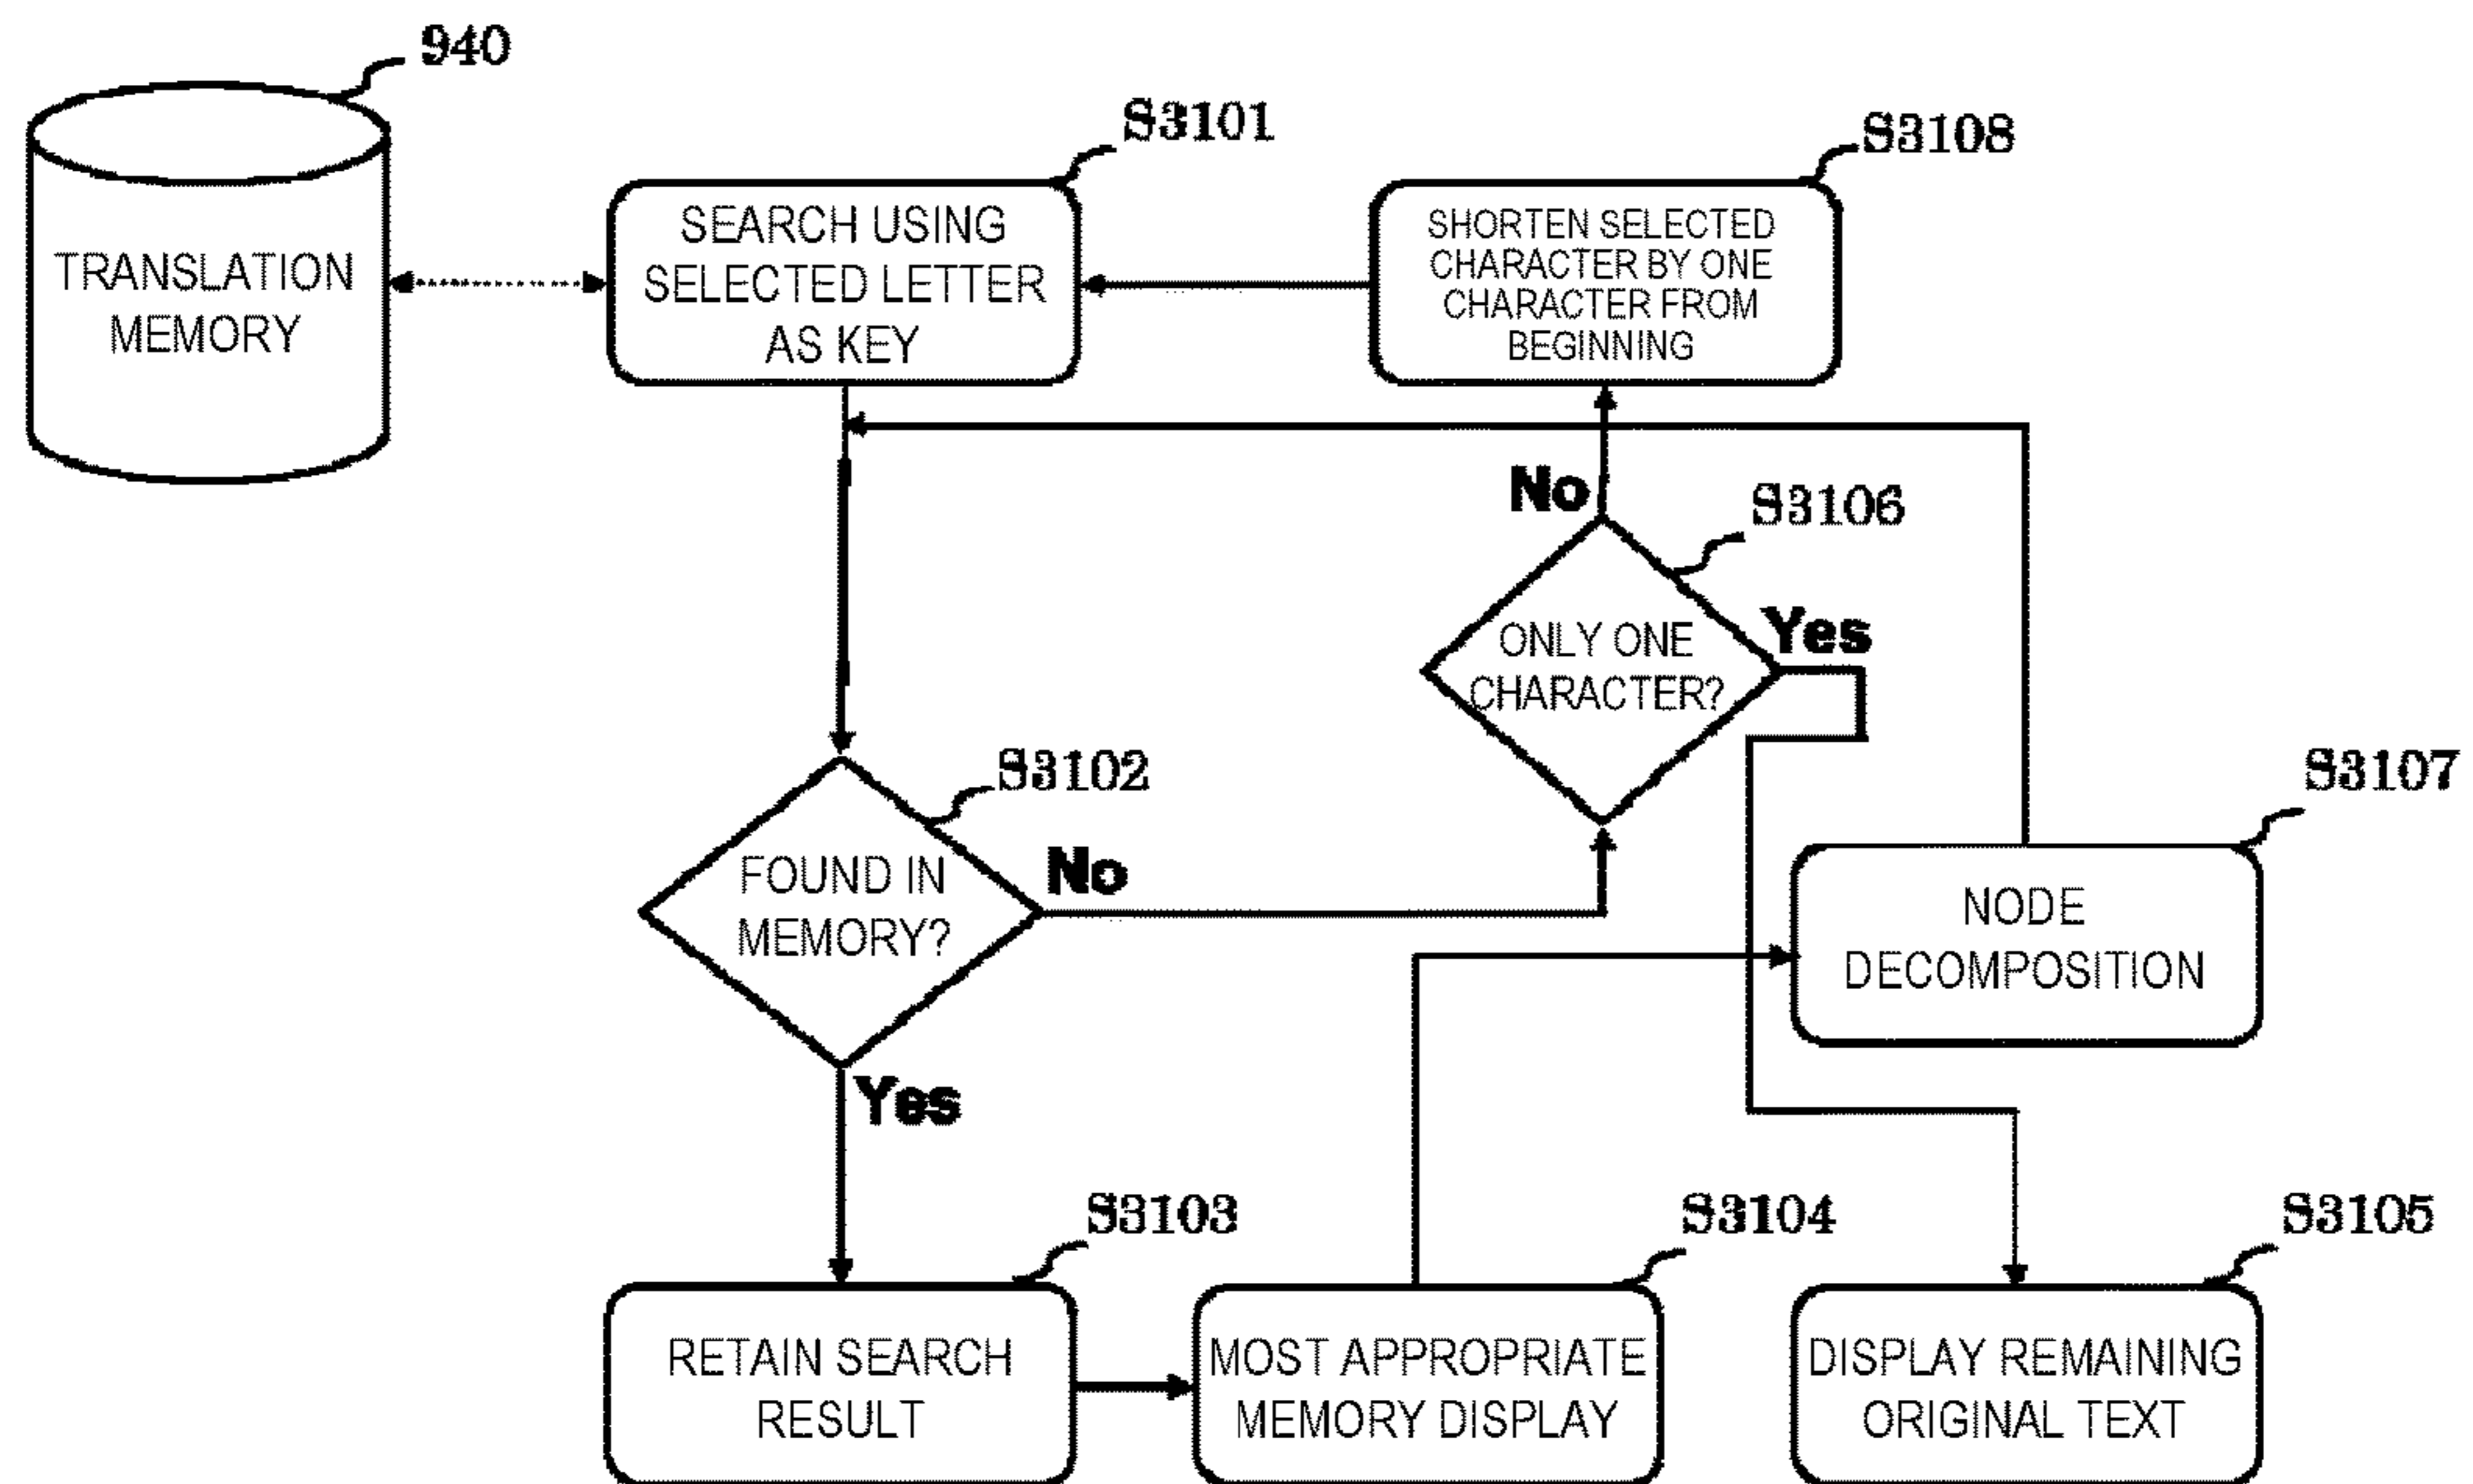 940
S3101
S3108
TRANSLATION
MEMORY
SEARCH USING
SELECTED LETTER
AS KEY
SHORTEN SELECTED
CHARACTER BY ONE
CHARACTER FROM
BEGINNING
No
S3106
ONLY ONE
CHARACTER?
Yes
S3102
FOUND IN
MEMORY?
No
Yes
S3107
NODE
DECOMPOSITION
S3103
RETAIN SEARCH
RESULT
S3104
MOST APPROPRIATE
MEMORY DISPLAY
S3105
DISPLAY REMAINING
ORIGINAL TEXT